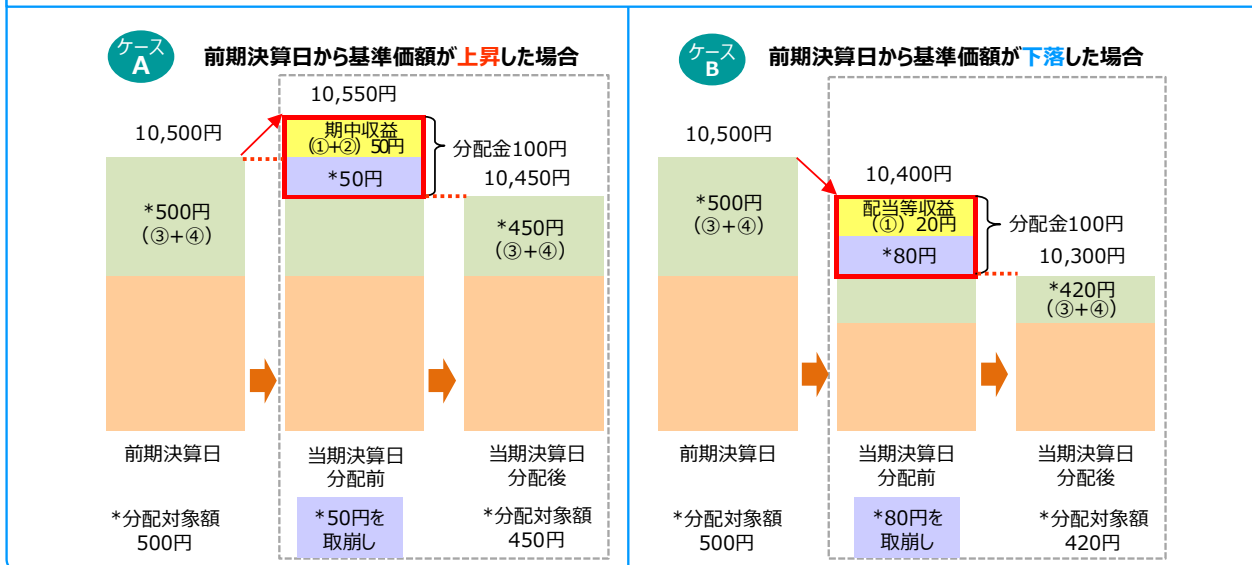 ケース
A
前期決算日から基準価額が上昇した場合
10,550円
10,500円
期中収益
(①+②) 50円
分配金100円
*50円
10,450円
*500円
(③+④)
*450円
(③+④)
前期決算日
当期決算日
分配前
当期決算日
分配後
*分配対象額
500円
*50円を
取崩し
*分配対象額
450円
ケース
B
前期決算日から基準価額が下落した場合
10,500円
10,400円
*500円
(③+④)
配当等収益
(①) 20円
分配金100円
*80円
10,300円
*420円
(③+④)
前期決算日
当期決算日
分配前
当期決算日
分配後
*分配対象額
500円
*80円を
取崩し
*分配対象額
420円